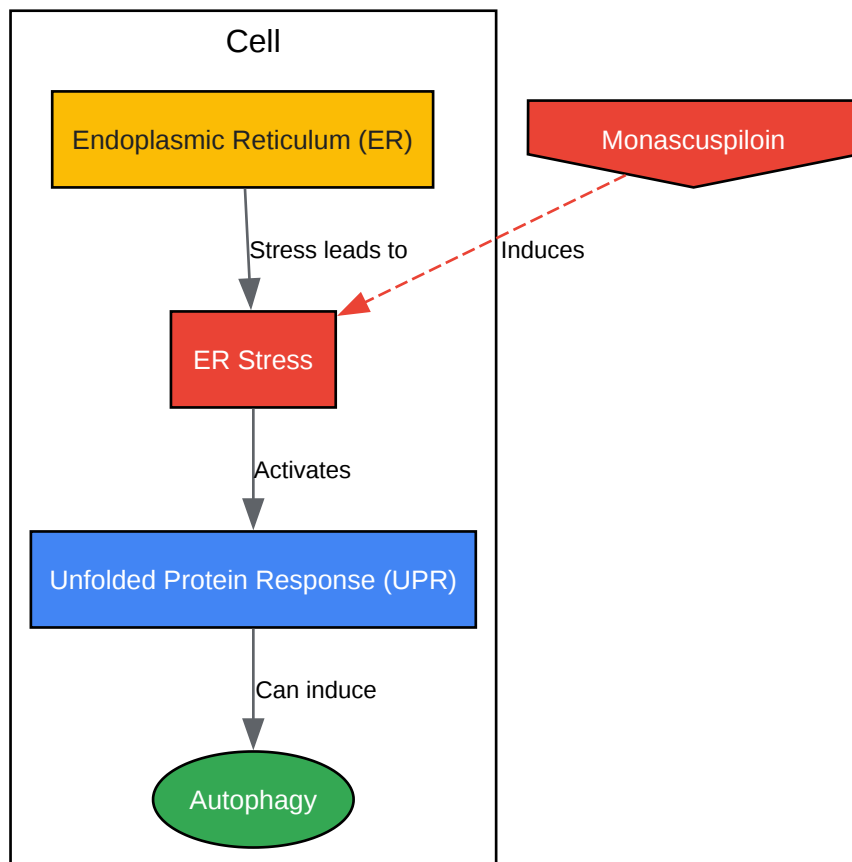 Cell
Endoplasmic Reticulum (ER)
Monascuspiloin
Stress leads to
Induces
ER Stress
Activates
Unfolded Protein Response (UPR)
Can induce
Autophagy